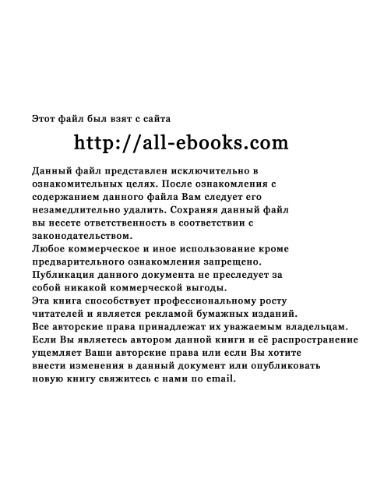 Этот файл был взят с сайта
http://all-ebooks.com
Данный файл представлен исключительно в
ознакомительных целях. После ознакомления с
содержанием данного файла Вам следует его
незамедлительно удалить. Сохраняя данный файл
вы несете ответственность в соответствии с
законодательством.
Любое коммерческое и иное использование кроме
предварительного ознакомления запрещено.
Публикация данного документа не преследует за
собой никакой коммерческой выгоды.
Эта книга способствует профессиональному росту
читателей и является рекламой бумажных изданий.
Все авторские права принадлежат их уважаемым владельцам.
Если Вы являетесь автором данной книги и её распространение
ущемляет Ваши авторские права или если Вы хотите
внести изменения в данный документ или опубликовать
новую книгу свяжитесь с нами по email.